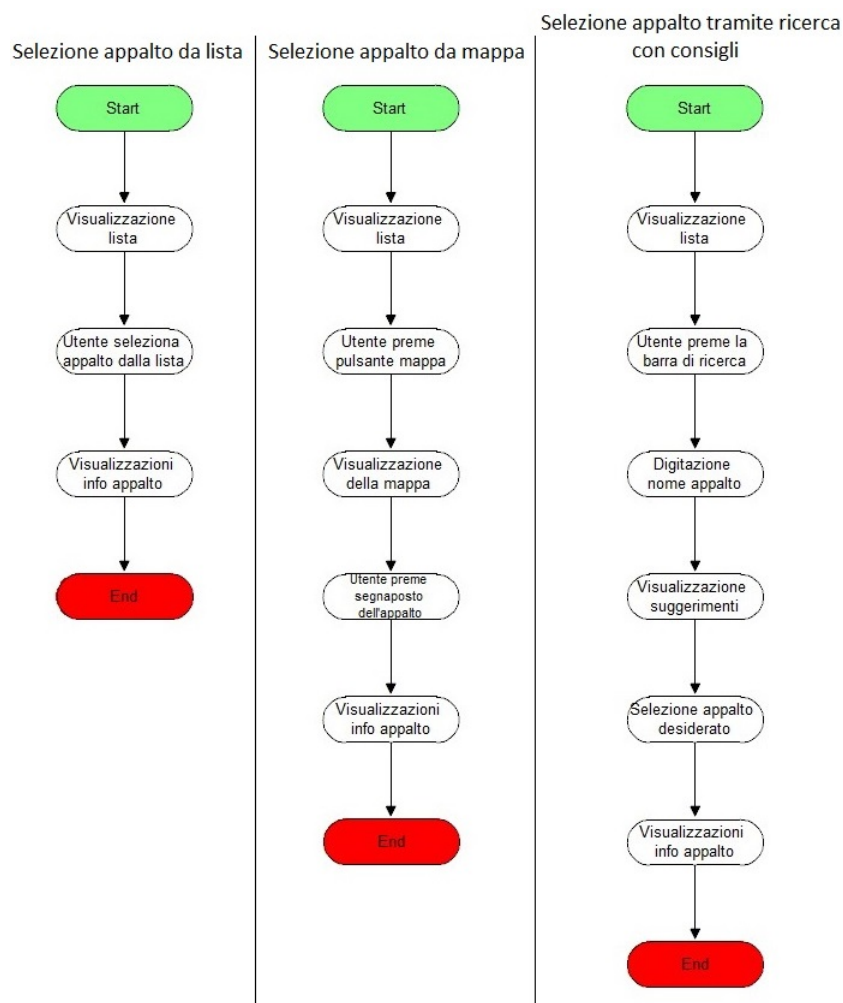 Selezione appalto da lista
Start
Visualizzazione
lista
Utente seleziona
appalto dalla lista
Visualizzazioni
info appalto
End
Selezione appalto da mappa
Start
Visualizzazione
lista
Utente preme
pulsante mappa
Visualizzazione
della mappa
Utente preme
segnaposto
dell'appalto
Visualizzazioni
info appalto
End
Selezione appalto tramite ricerca
con consigli
Start
Visualizzazione
lista
Utente preme la
barra di ricerca
Digitazione
nome appalto
Visualizzazione
suggerimenti
Selezione appalto
desiderato
Visualizzazioni
info appalto
End